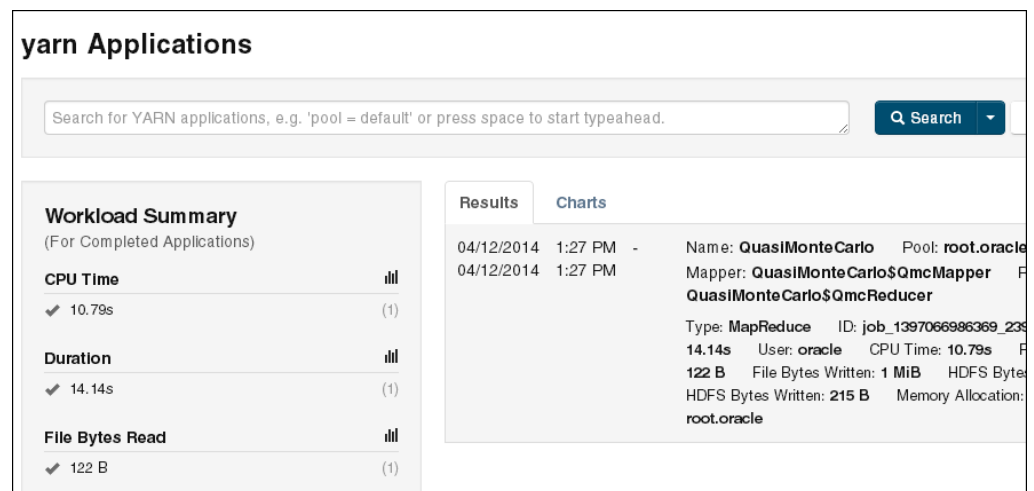 yarn Applications
Search for YARN applications, e.g. 'pool = default' or press space to start typeahead.
Search
Workload Summary
(For Completed Applications)
CPU Time
10.79s (1)
Duration
14.14s (1)
File Bytes Read
122 B (1)
Results Charts
04/12/2014 1:27 PM -
04/12/2014 1:27 PM
Name: QuasiMonteCarlo Pool: root.oracle
Mapper: QuasiMonteCarlo$QmcMapper
QuasiMonteCarlo$QmcReducer
Type: MapReduce ID: job_1397066986369_239
14.14s User: oracle CPU Time: 10.79s
122 B File Bytes Written: 1 MiB HDFS Bytes
HDFS Bytes Written: 215 B Memory Allocation:
root.oracle